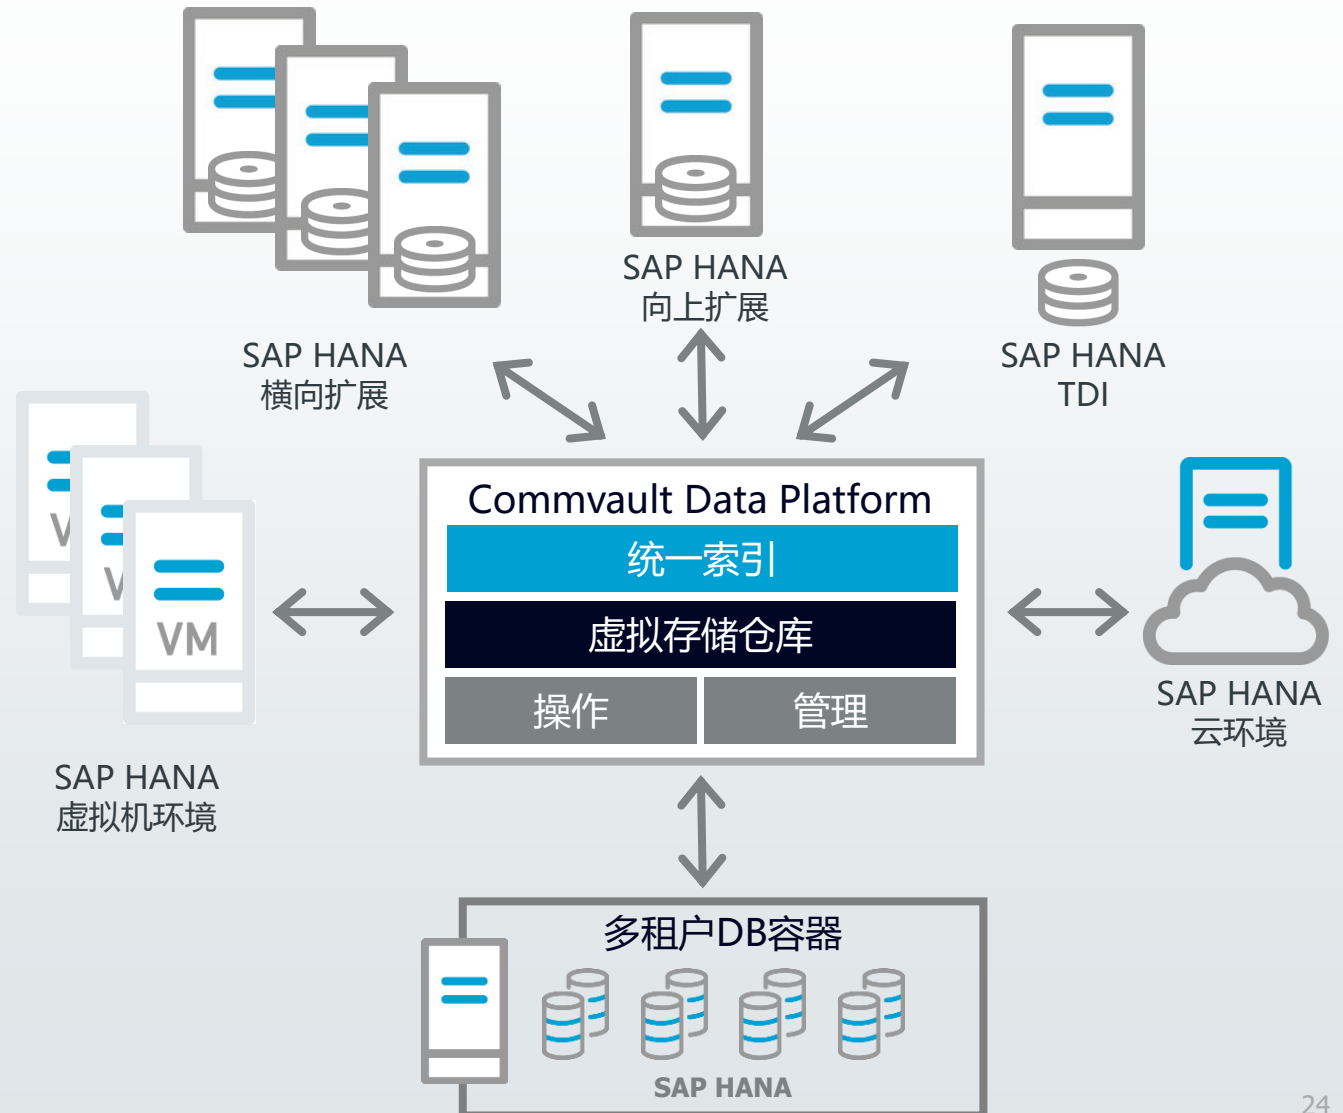 SAP HANA
向上扩展
SAP HANA
横向扩展
SAP HANA
TDI
Commvault Data Platform
统一索引
虚拟存储仓库
操作
管理
V
V
VM
SAP HANA
虚拟机环境
SAP HANA
云环境
多租户DB容器
SAP HANA
24